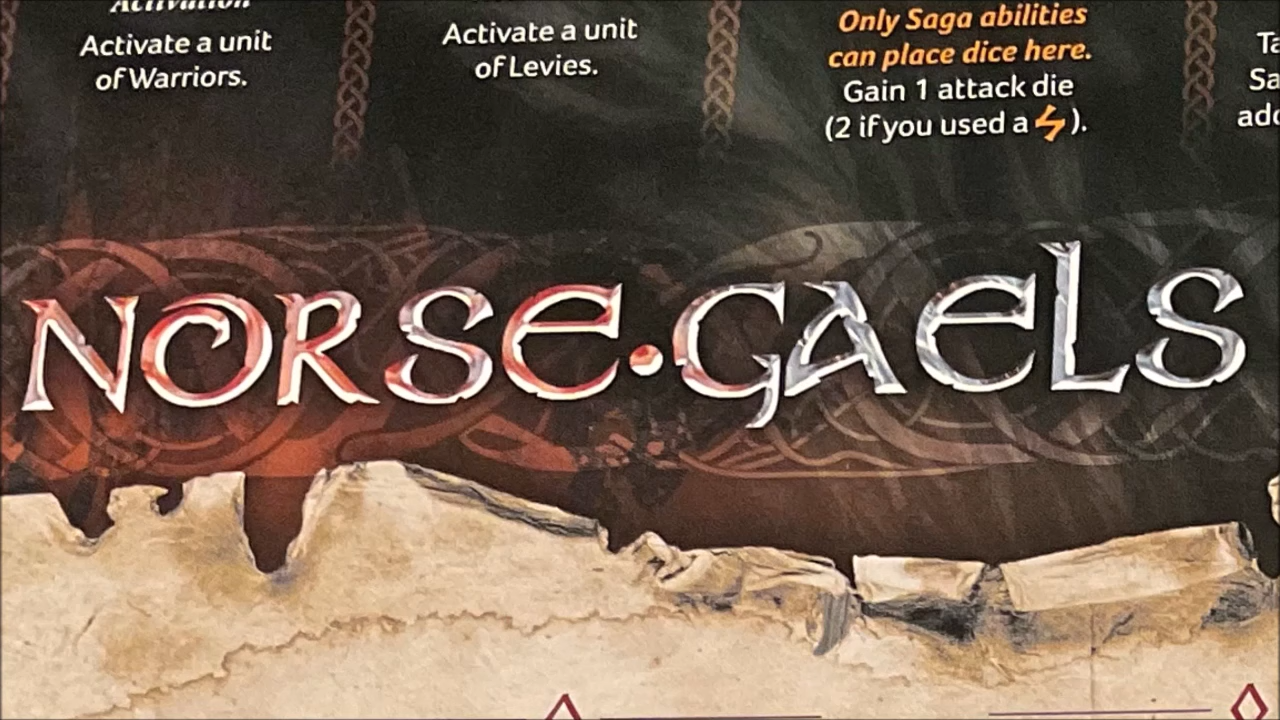 Activation
Activate a unit
of Warriors.
Activate a unit
of Levies.
Only Saga abilities
can place dice here.
Gain 1 attack die
(2 if you used a ).
NORSE·GAELS